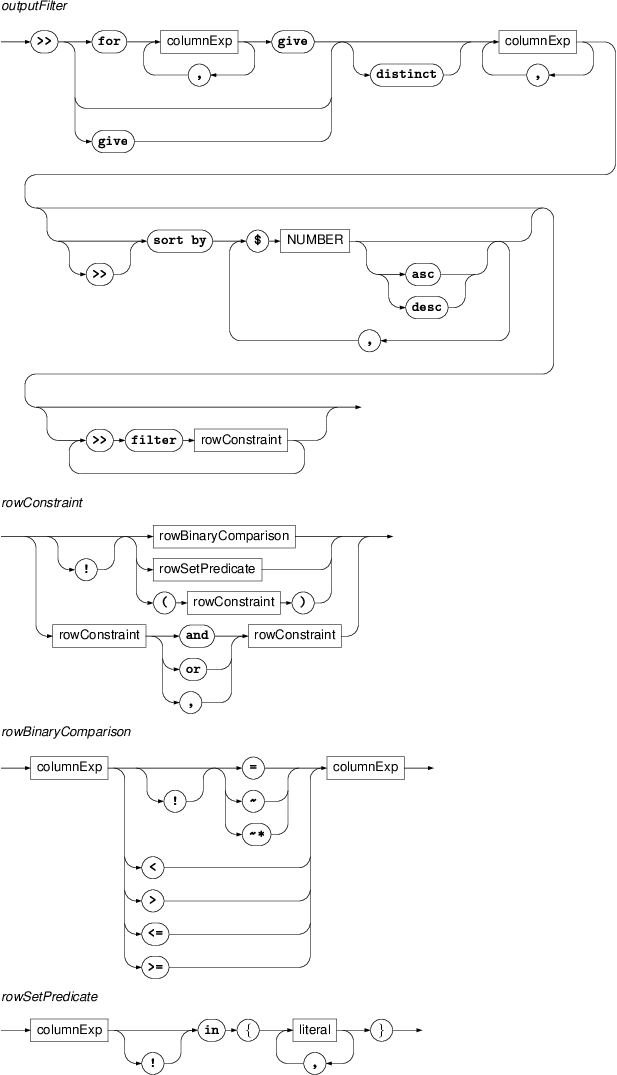 outputFilter
>> for columnExp give columnExp
, distinct ,
give
sort by $ NUMBER
>> asc
desc
,
>> filter rowConstraint
rowConstraint
rowBinaryComparison
! rowSetPredicate
( rowConstraint )
rowConstraint and rowConstraint
or
,
rowBinaryComparison
columnExp = columnExp
! ~
~*
<
>
<=
>=
rowSetPredicate
columnExp in { literal }
! ,